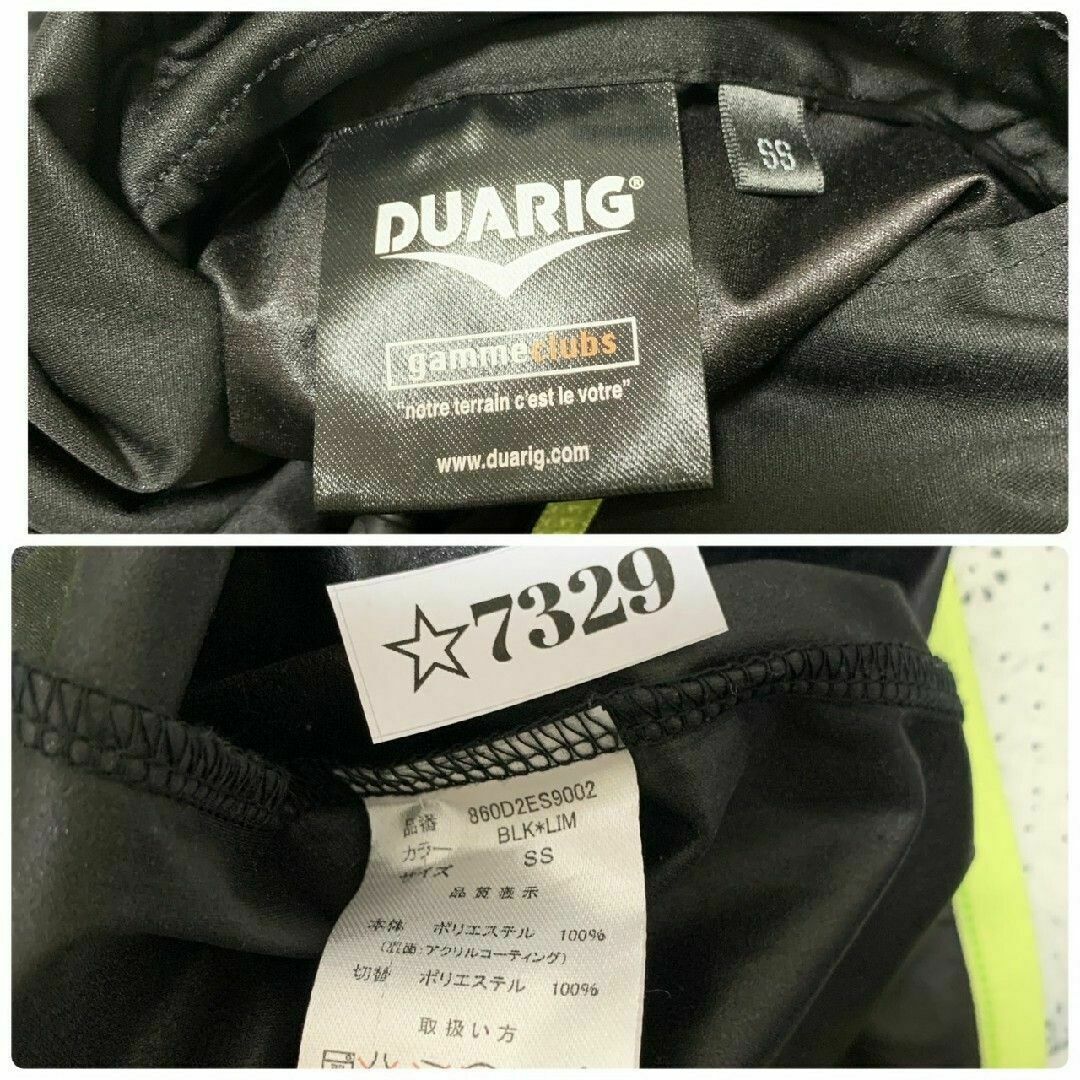 SS
DUARIG®
gammeclubs
"notre terrain c'est le votre"
www.duarig.com
☆7329
品番 860D2ES9002
カラー BLK*LIM
サイズ SS
品質表示
本体 ポリエステル 100%
(裏面:アクリルコーティング)
切替 ポリエステル 100%
取扱い方